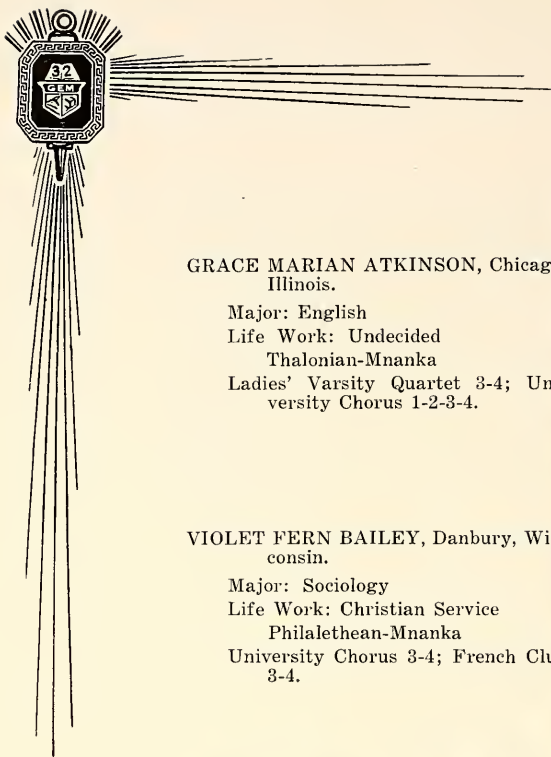 32
GEM
GRACE MARIAN ATKINSON, Chicag
Illinois.
Major: English
Life Work: Undecided
Thalonian-Mnanka
Ladies' Varsity Quartet 3-4; Un
versity Chorus 1-2-3-4.
VIOLET FERN BAILEY, Danbury, Wi
consin.
Major: Sociology
Life Work: Christian Service
Philalethean-Mnanka
University Chorus 3-4; French Clu
3-4.